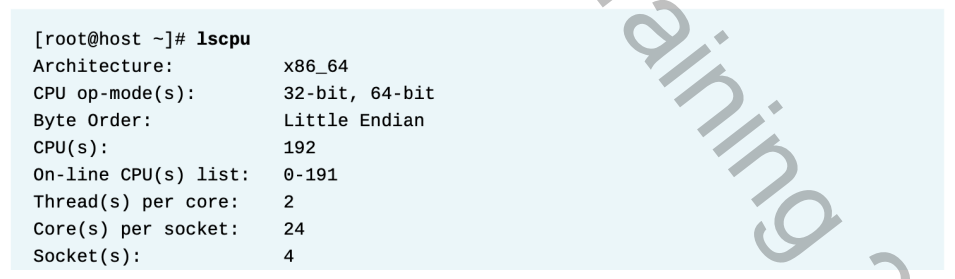 [root@host ~]# lscpu
Architecture: x86_64
CPU op-mode(s): 32-bit, 64-bit
Byte Order: Little Endian
CPU(s): 192
On-line CPU(s) list: 0-191
Thread(s) per core: 2
Core(s) per socket: 24
Socket(s): 4